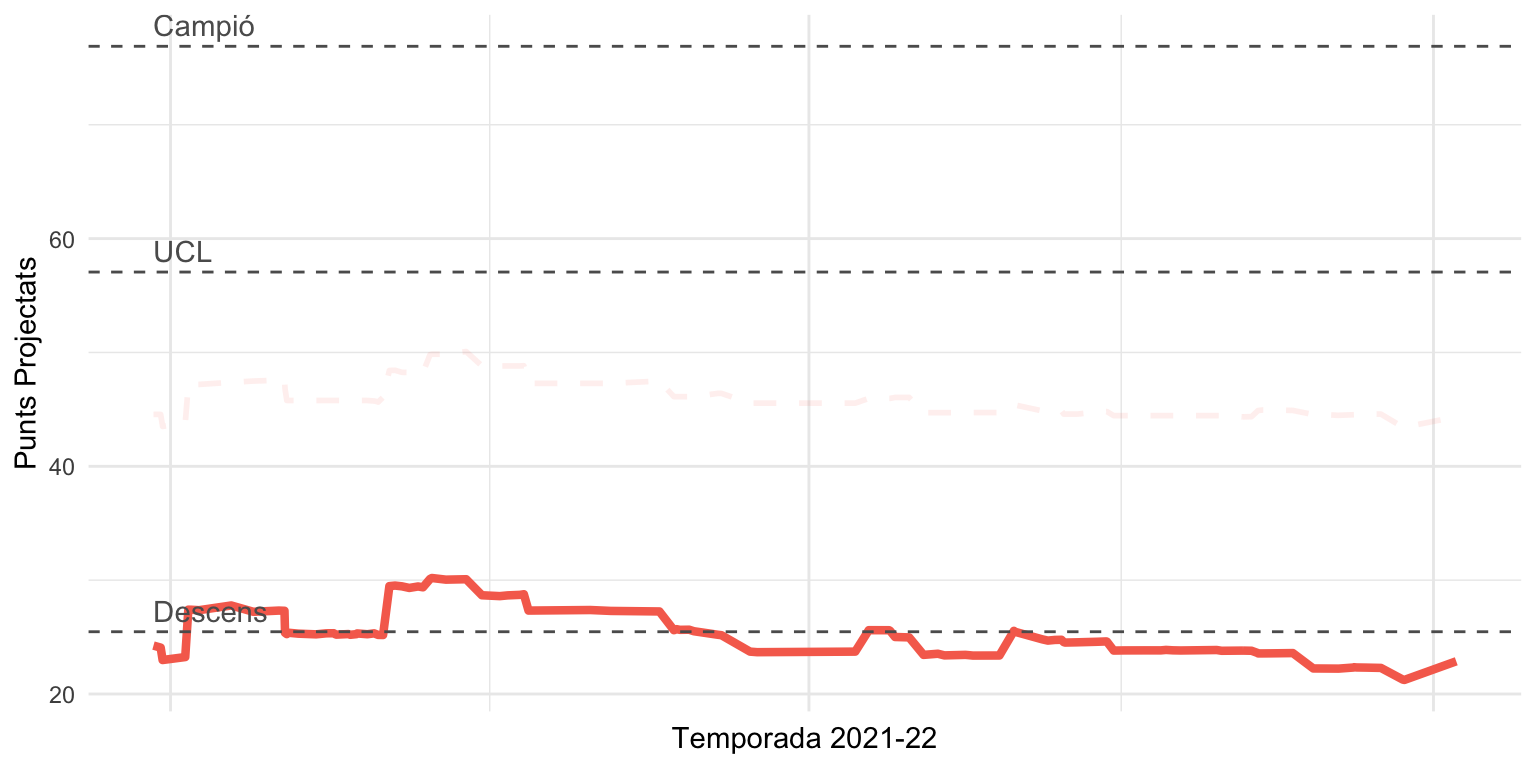 Campió
60
UCL
Punts Projectats
40
Descens
20
Temporada 2021-22